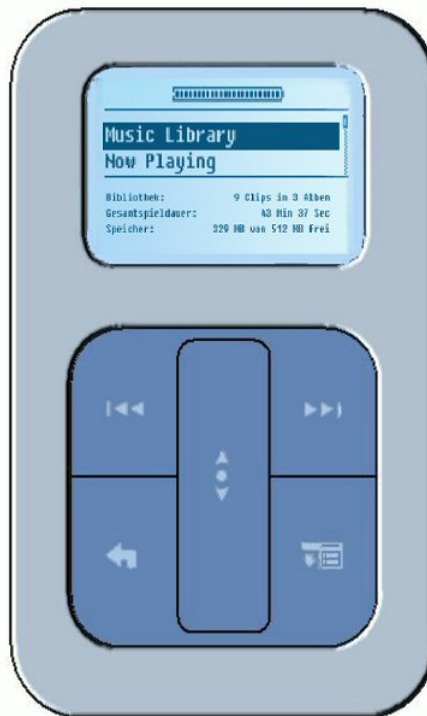 Music Library
Now Playing
Bibliothek: 9 Clips in 3 Alben
Gesamtspieldauer: 43 Min 37 Sec
Speicher: 329 MB von 512 MB Frei